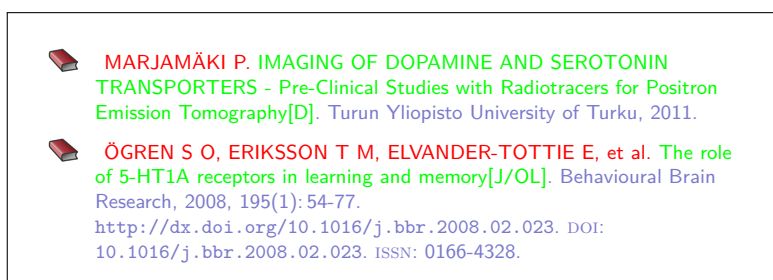 MARJAMÄKI P. IMAGING OF DOPAMINE AND SEROTONIN
TRANSPORTERS - Pre-Clinical Studies with Radiotracers for Positron
Emission Tomography[D]. Turun Yliopisto University of Turku, 2011.
ÖGREN S O, ERIKSSON T M, ELVANDER-TOTTIE E, et al. The role
of 5-HT1A receptors in learning and memory[J/OL]. Behavioural Brain
Research, 2008, 195(1): 54-77.
http://dx.doi.org/10.1016/j.bbr.2008.02.023. DOI:
10.1016/j.bbr.2008.02.023. ISSN: 0166-4328.